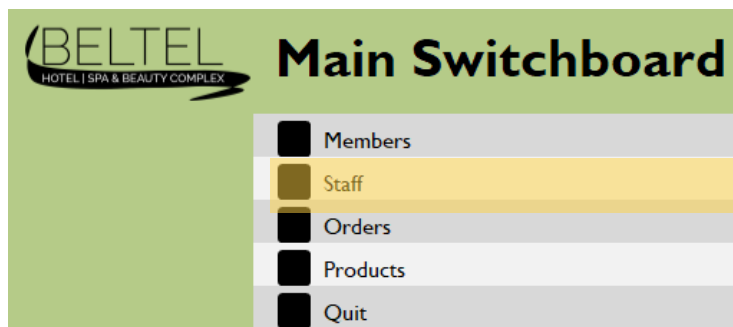 BELTEL
HOTEL | SPA & BEAUTY COMPLEX
Main Switchboard
Members
Staff
Orders
Products
Quit